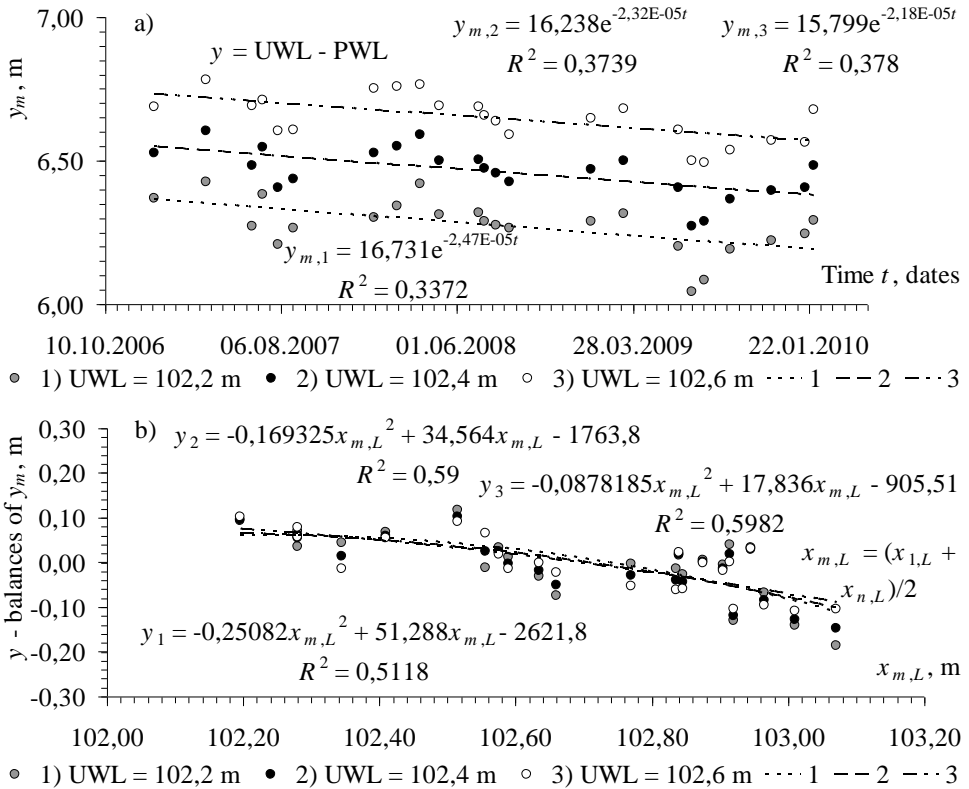 7,00
a)
y_{m,2} = 16,238e^{-2,32E-05t}
y_{m,3} = 15,799e^{-2,18E-05t}
y = UWL - PWL
R^2 = 0,3739
R^2 = 0,378
y_m, m
6,50
y_{m,1} = 16,731e^{-2,47E-05t}
R^2 = 0,3372
Time t, dates
6,00
10.10.2006 06.08.2007 01.06.2008 28.03.2009 22.01.2010
1) UWL = 102,2 m 2) UWL = 102,4 m 3) UWL = 102,6 m 1 2 3
0,30
b)
y_2 = -0,169325x_{m,L}^2 + 34,564x_{m,L} - 1763,8
R^2 = 0,59
y_3 = -0,0878185x_{m,L}^2 + 17,836x_{m,L} - 905,51
R^2 = 0,5982
y - balances of y_m, m
0,20
0,10
0,00
-0,10
-0,20
-0,30
x_{m,L} = (x_{1,L} +
x_{n,L})/2
y_1 = -0,25082x_{m,L}^2 + 51,288x_{m,L} - 2621,8
R^2 = 0,5118
x_{m,L}, m
102,00 102,20 102,40 102,60 102,80 103,00 103,20
1) UWL = 102,2 m 2) UWL = 102,4 m 3) UWL = 102,6 m 1 2 3